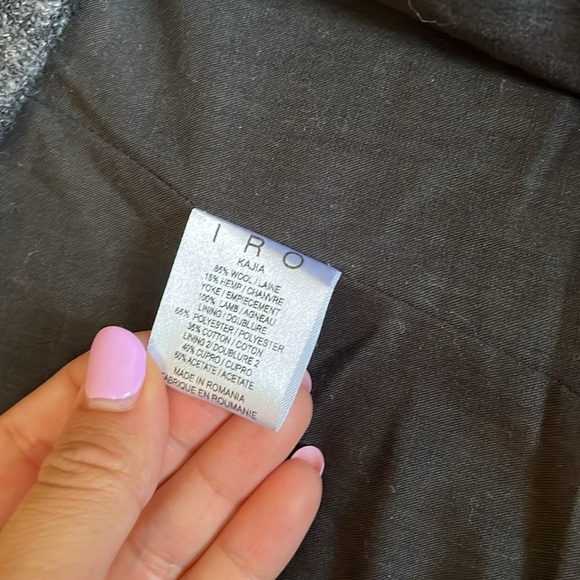 IRO
KAJIA
85% WOOL / LAINE
15% HEMP / CHANVRE
YOKE / EMPIECEMENT
100% LAMB / AGNEAU
LINING / DOUBLURE
65% POLYESTER / POLYESTER
35% COTTON / COTON
LINING 2 / DOUBLURE 2
40% CUPRO / CUPRO
60% ACETATE / ACETATE
MADE IN ROMANIA
FABRIQUE EN ROUMANIE